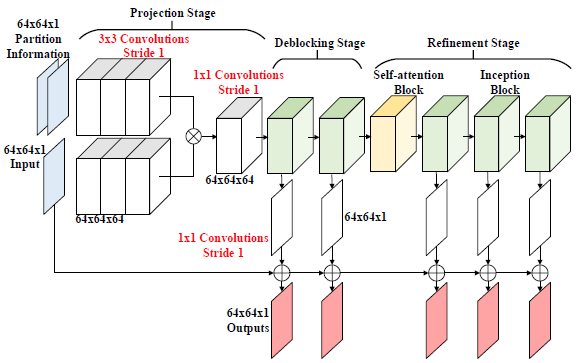 Projection Stage
64x64x1
Partition
Information
3x3 Convolutions
Stride 1
Deblocking Stage
Refinement Stage
1x1 Convolutions
Stride 1
Self-attention
Block
Inception
Block
64x64x1
Input
64x64x64
64x64x64
64x64x1
1x1 Convolutions
Stride 1
64x64x1
Outputs